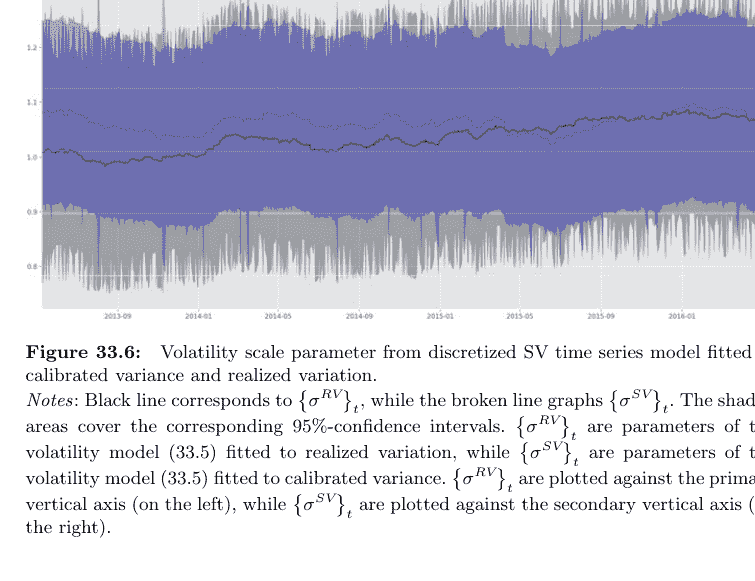 1.2
1.1
1.0
0.9
0.8
2013-09 2014-01 2014-05 2014-09 2015-01 2015-05 2015-09 2016-01
Figure 33.6: Volatility scale parameter from discretized SV time series model fitted
calibrated variance and realized variation.
Notes: Black line corresponds to {σ^{RV}}_t, while the broken line graphs {σ^{SV}}_t. The shad
areas cover the corresponding 95%-confidence intervals. {σ^{RV}}_t are parameters of t
volatility model (33.5) fitted to realized variation, while {σ^{SV}}_t are parameters of t
volatility model (33.5) fitted to calibrated variance. {σ^{RV}}_t are plotted against the prima
vertical axis (on the left), while {σ^{SV}}_t are plotted against the secondary vertical axis (
the right).